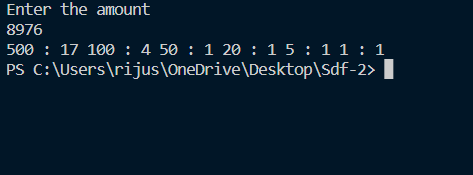 Enter the amount
8976
500 : 17 100 : 4 50 : 1 20 : 1 5 : 1 1 : 1
PS C:\Users\rijus\OneDrive\Desktop\Sdf-2>